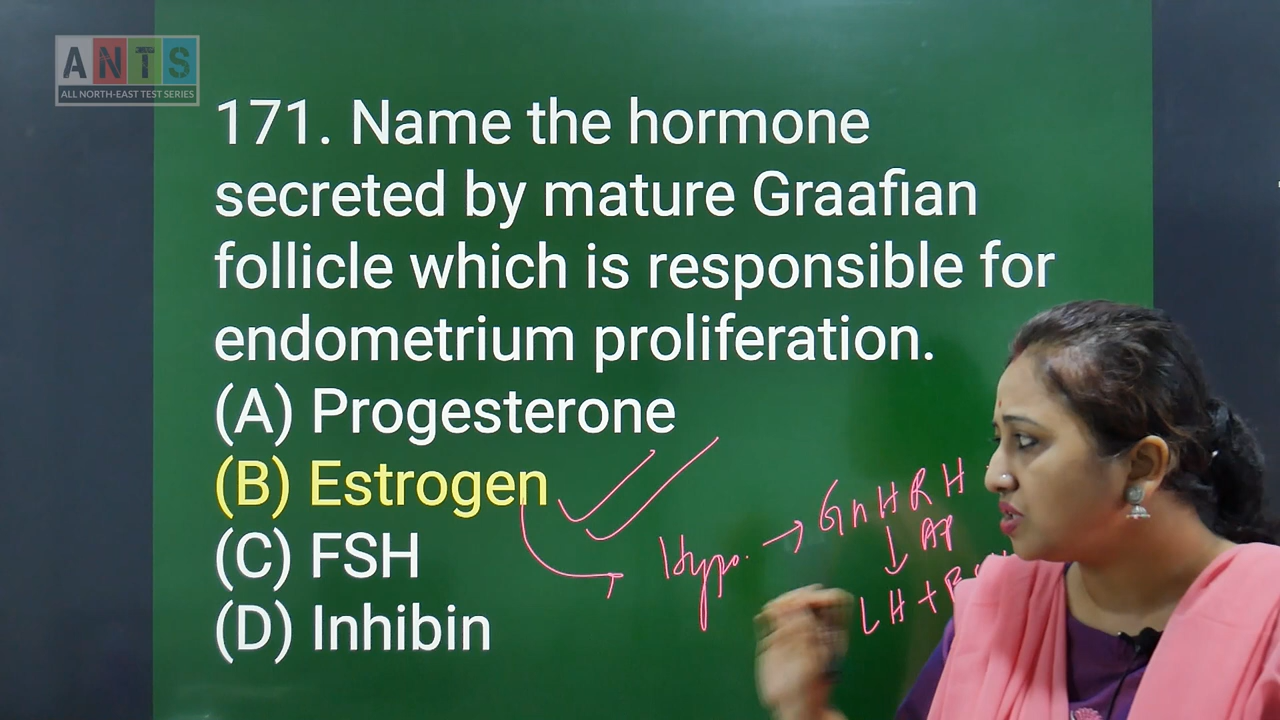 ANTS
ALL NORTH-EAST TEST SERIES
171. Name the hormone
secreted by mature Graafian
follicle which is responsible for
endometrium proliferation.
(A) Progesterone
(B) Estrogen
(C) FSH
(D) Inhibin
Hypo. → GnHRH
↓ AP
LH +